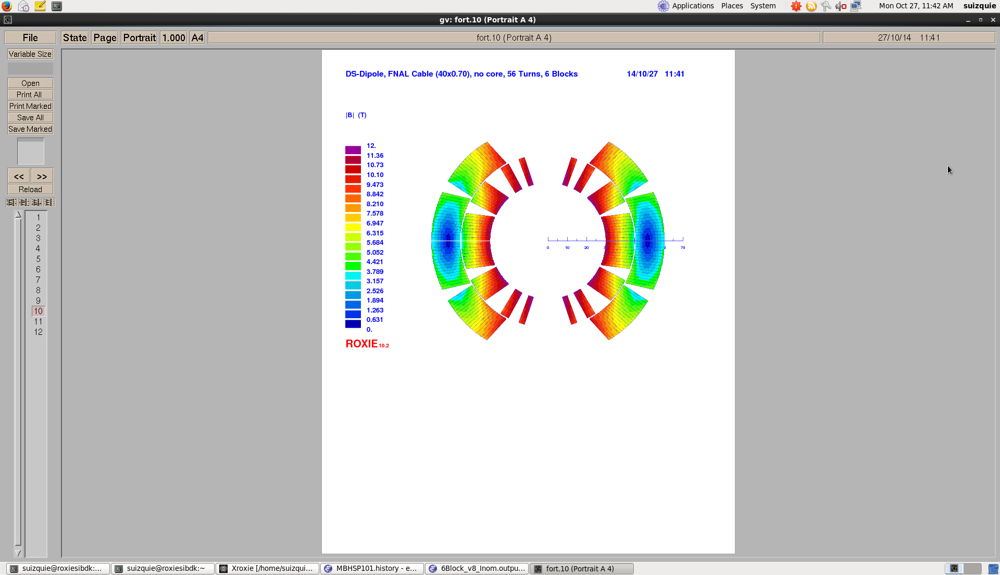 Applications Places System Mon Oct 27, 11:42 AM suizquie
gv: fort.10 (Portrait A 4)
File State Page Portrait 1.000 A4 fort.10 (Portrait A 4) 27/10/14 11:41
Variable Size
Open
Print All
Print Marked
Save All
Save Marked
<< >>
Reload
1
2
3
4
5
6
7
8
9
10
11
12
DS-Dipole, FNAL Cable (40x0.70), no core, 56 Turns, 6 Blocks 14/10/27 11:41
|B| (T)
12.
11.36
10.73
10.10
9.473
8.842
8.210
7.578
6.947
6.315
5.684
5.052
4.421
3.789
3.157
2.526
1.894
1.263
0.631
0.
0 10 20 70
ROXIE 10.2
suizquie@roxiesibdk:... suizquie@roxiesibdk:~ Xroxie [/home/suizqui... MBHSP101.history - e... 6Block_v8_Inom.outpu... fort.10 (Portrait A 4)